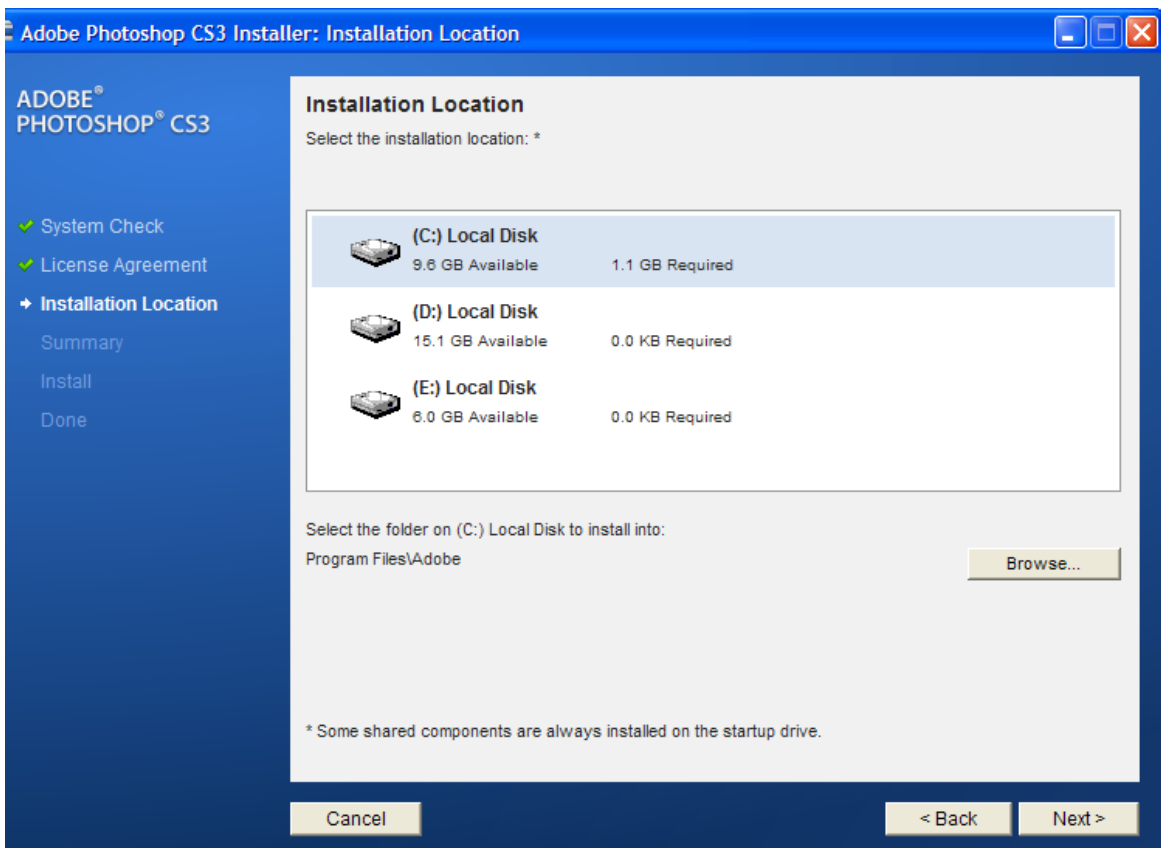 Adobe Photoshop CS3 Installer: Installation Location
ADOBE®
PHOTOSHOP® CS3
System Check
License Agreement
Installation Location
Summary
Install
Done
Installation Location
Select the installation location: *
(C:) Local Disk
9.6 GB Available 1.1 GB Required
(D:) Local Disk
15.1 GB Available 0.0 KB Required
(E:) Local Disk
6.0 GB Available 0.0 KB Required
Select the folder on (C:) Local Disk to install into:
Program Files\Adobe
Browse...
* Some shared components are always installed on the startup drive.
Cancel
< Back
Next >